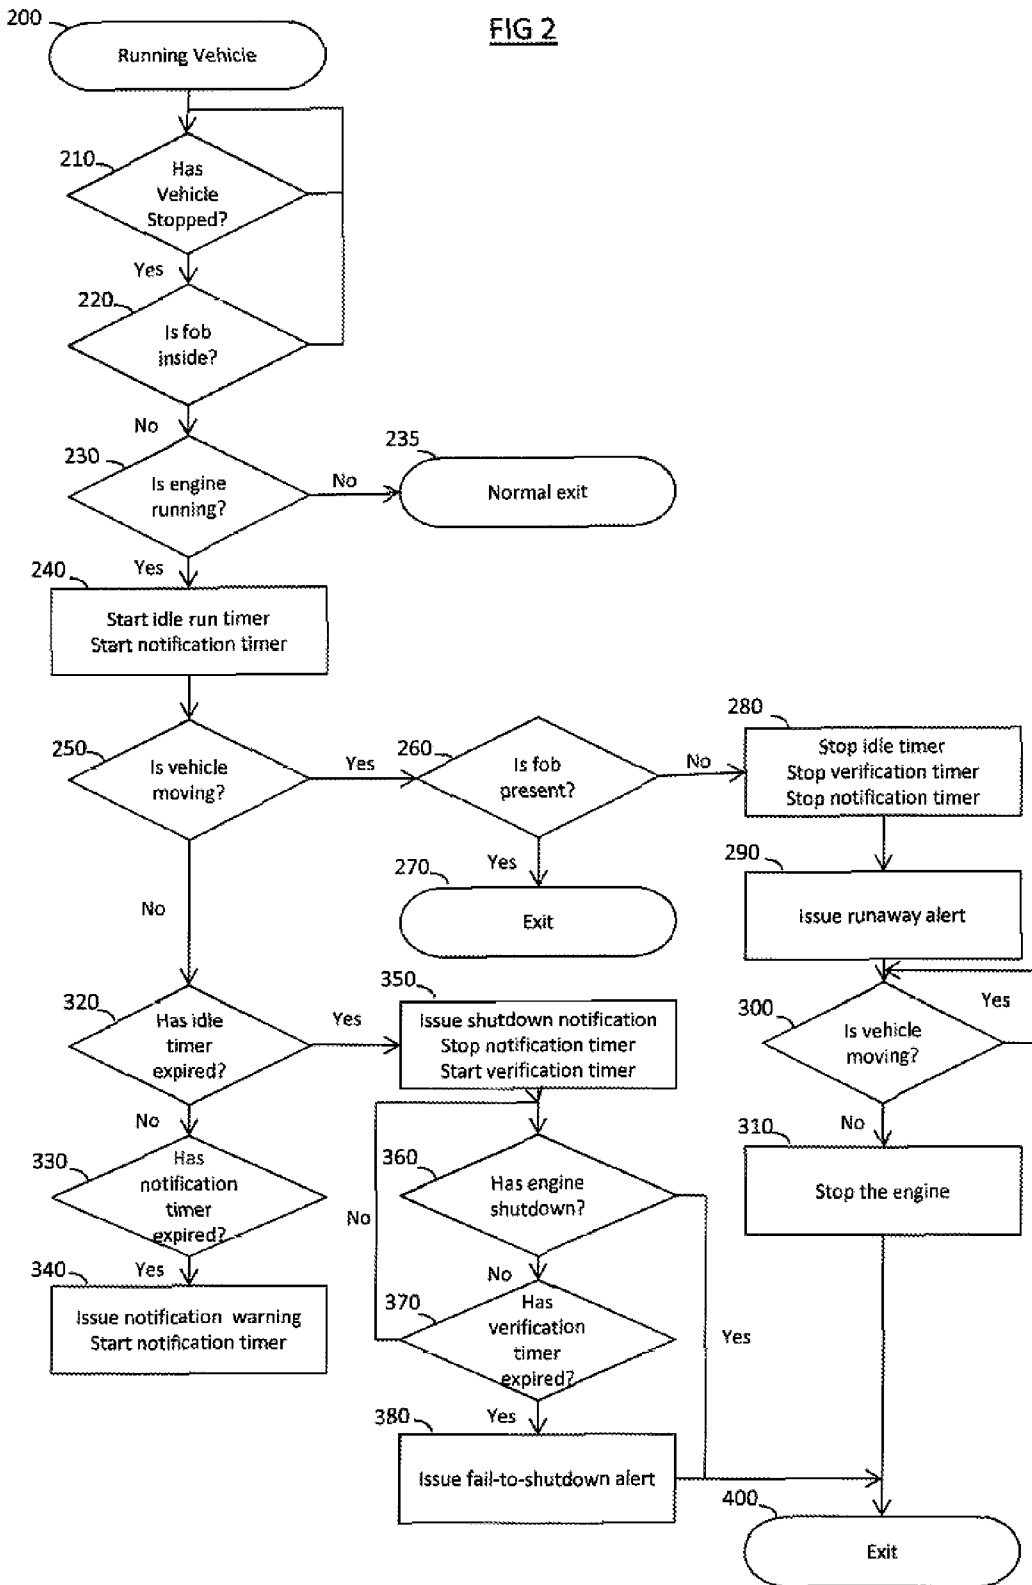 FIG 2
200
Running Vehicle
210
Has
Vehicle
Stopped?
Yes
220
Is fob
inside?
No
230
Is engine
running?
No
235
Normal exit
Yes
240
Start idle run timer
Start notification timer
250
Is vehicle
moving?
Yes
260
Is fob
present?
No
280
Stop idle timer
Stop verification timer
Stop notification timer
Yes
270
Exit
290
Issue runaway alert
No
300
Is vehicle
moving?
Yes
320
Has idle
timer
expired?
Yes
350
Issue shutdown notification
Stop notification timer
Start verification timer
No
310
Stop the engine
No
330
Has
notification
timer
expired?
Yes
340
Issue notification warning
Start notification timer
360
Has engine
shutdown?
No
No
370
Has
verification
timer
expired?
Yes
Yes
380
Issue fail-to-shutdown alert
400
Exit